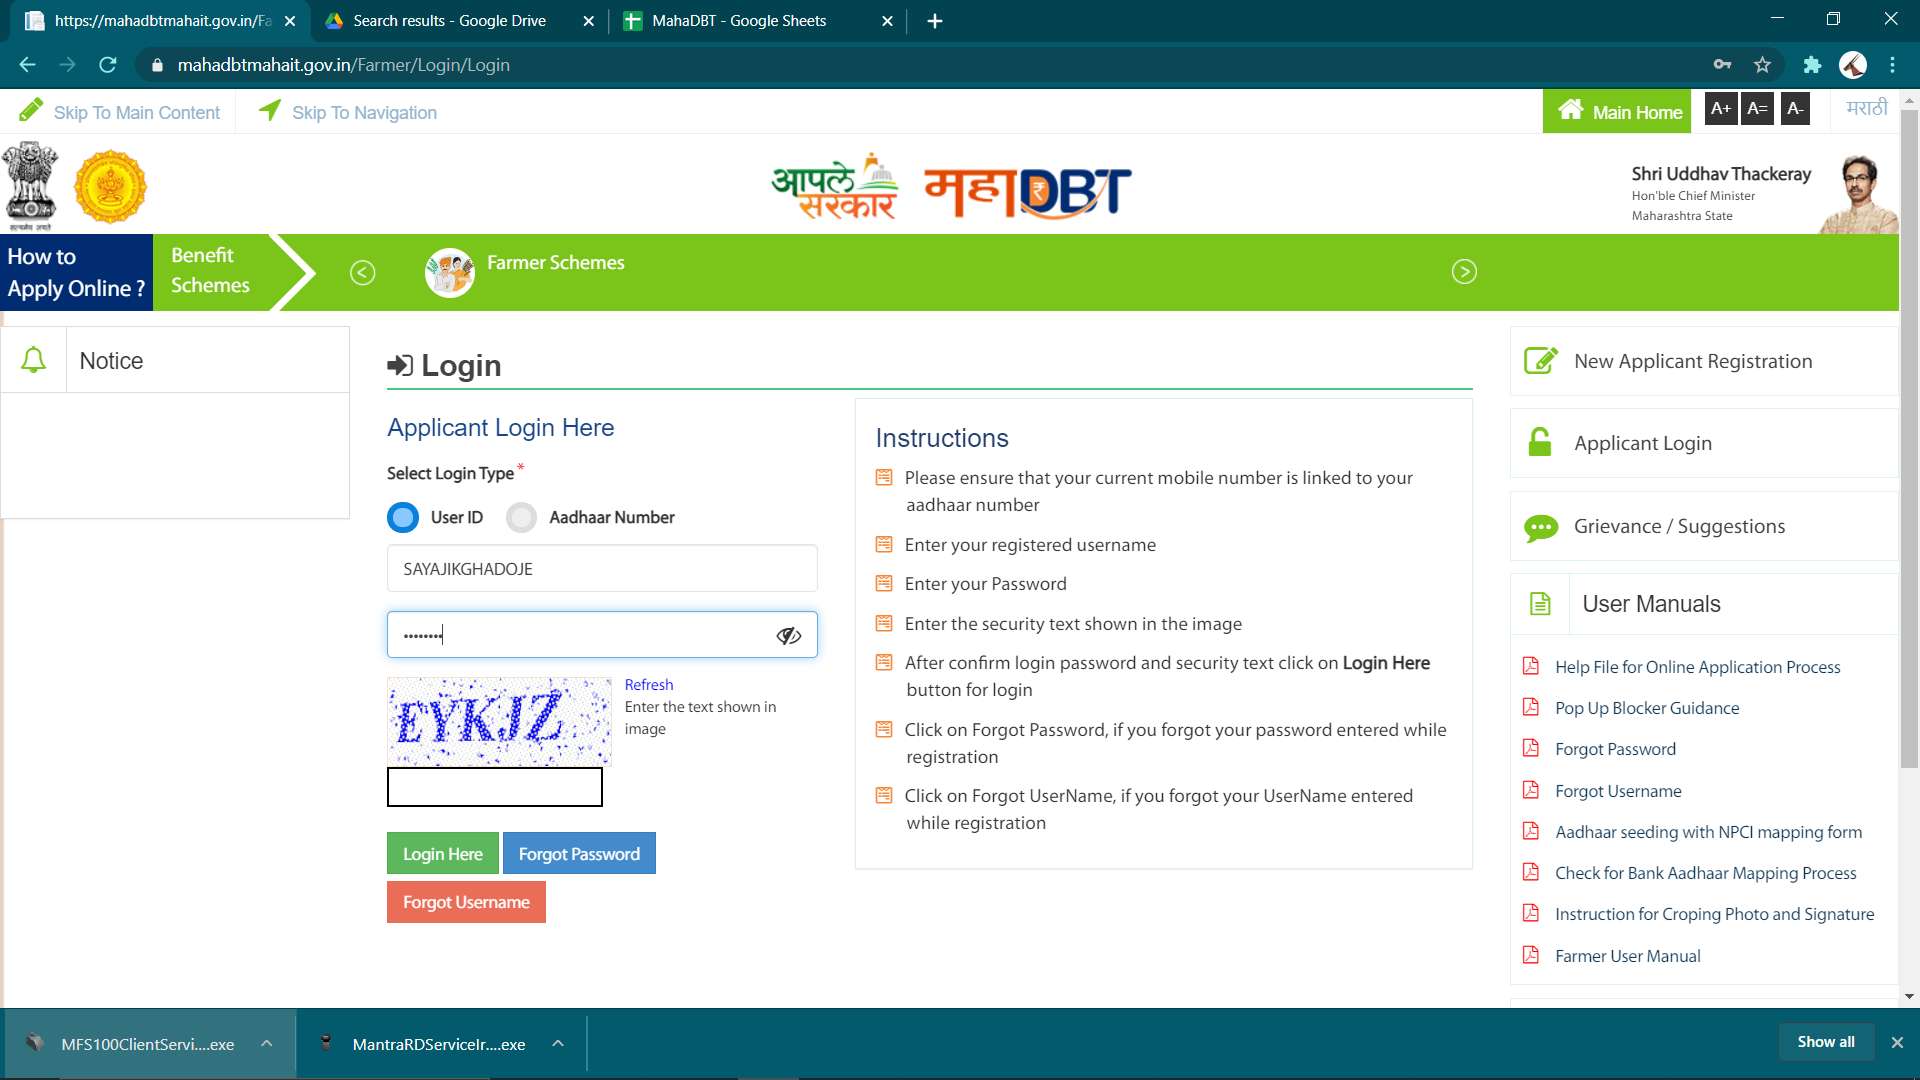 https://mahadbtmahait.gov.in/Fa
Search results - Google Drive
MahaDBT - Google Sheets
mahadbtmahait.gov.in/Farmer/Login/Login
Skip To Main Content
Skip To Navigation
Main Home
A+
A=
A-
मराठी
सत्यमेव जयते
आपले
सरकार
महाDBT
Shri Uddhav Thackeray
Hon'ble Chief Minister
Maharashtra State
How to
Apply Online ?
Benefit
Schemes
Farmer Schemes
Notice
Login
Applicant Login Here
Select Login Type *
User ID
Aadhaar Number
SAYAJIKGHADOJE
••••••••
EYKJZ
Refresh
Enter the text shown in
image
Login Here
Forgot Password
Forgot Username
Instructions
Please ensure that your current mobile number is linked to your
aadhaar number
Enter your registered username
Enter your Password
Enter the security text shown in the image
After confirm login password and security text click on Login Here
button for login
Click on Forgot Password, if you forgot your password entered while
registration
Click on Forgot UserName, if you forgot your UserName entered
while registration
New Applicant Registration
Applicant Login
Grievance / Suggestions
User Manuals
Help File for Online Application Process
Pop Up Blocker Guidance
Forgot Password
Forgot Username
Aadhaar seeding with NPCI mapping form
Check for Bank Aadhaar Mapping Process
Instruction for Croping Photo and Signature
Farmer User Manual
MFS100ClientServi....exe
MantraRDServiceIr....exe
Show all